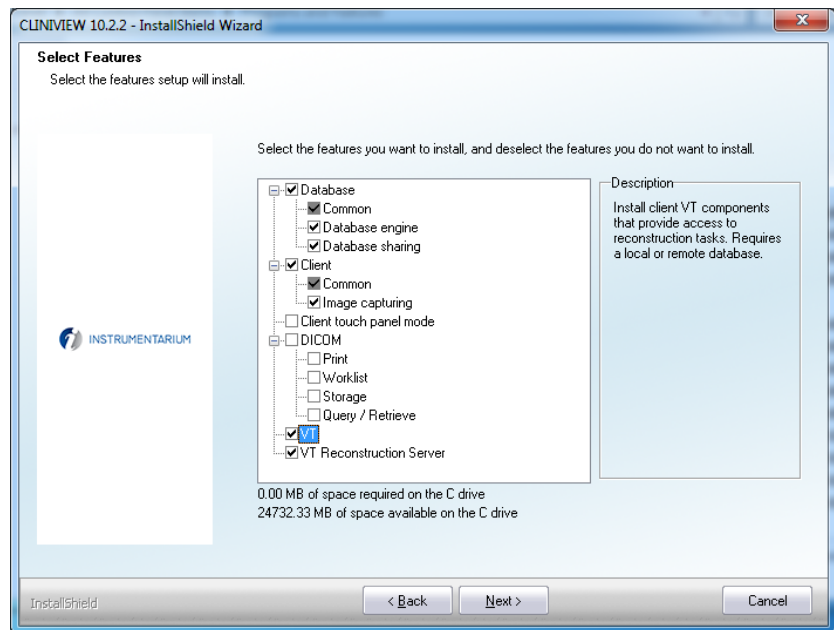 CLINIVIEW 10.2.2 - InstallShield Wizard
Select Features
Select the features setup will install.
Select the features you want to install, and deselect the features you do not want to install.
Database
Common
Database engine
Database sharing
Client
Common
Image capturing
Client touch panel mode
DICOM
Print
Worklist
Storage
Query / Retrieve
VT
VT Reconstruction Server
Description
Install client VT components
that provide access to
reconstruction tasks. Requires
a local or remote database.
INSTRUMENTARIUM
0.00 MB of space required on the C drive
24732.33 MB of space available on the C drive
InstallShield
< Back
Next >
Cancel